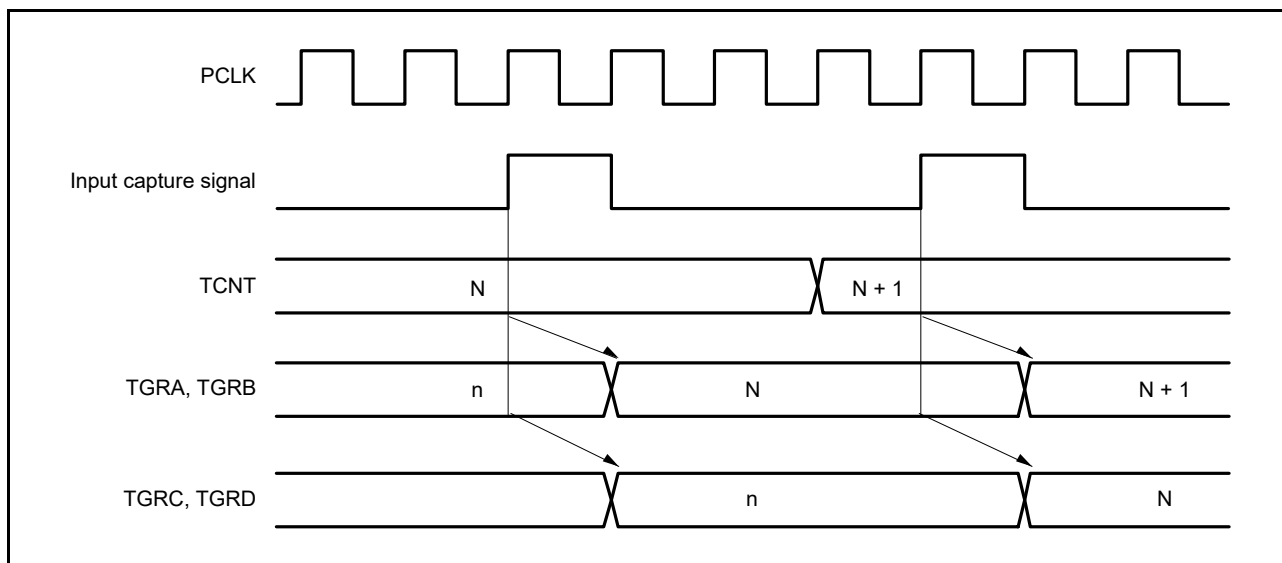 PCLK
Input capture signal
TCNT N N + 1
TGRA, TGRB n N N + 1
TGRC, TGRD n N